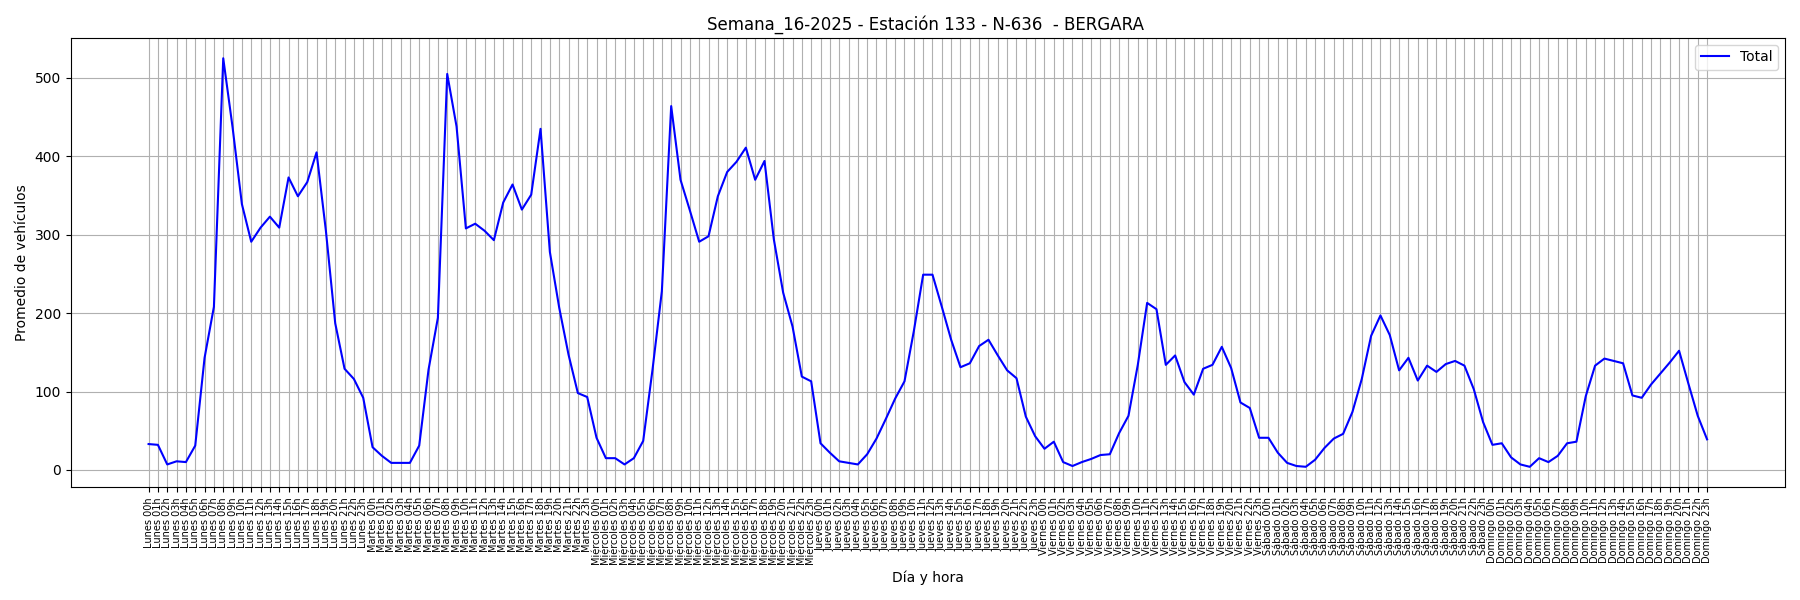 Semana_16-2025 - Estación 133 - N-636 - BERGARA
Total
Promedio de vehículos
500
400
300
200
100
0
Lunes 00h
Lunes 01h
Lunes 02h
Lunes 03h
Lunes 04h
Lunes 05h
Lunes 06h
Lunes 07h
Lunes 08h
Lunes 09h
Lunes 10h
Lunes 11h
Lunes 12h
Lunes 13h
Lunes 14h
Lunes 15h
Lunes 16h
Lunes 17h
Lunes 18h
Lunes 19h
Lunes 20h
Lunes 21h
Lunes 22h
Lunes 23h
Martes 00h
Martes 01h
Martes 02h
Martes 03h
Martes 04h
Martes 05h
Martes 06h
Martes 07h
Martes 08h
Martes 09h
Martes 10h
Martes 11h
Martes 12h
Martes 13h
Martes 14h
Martes 15h
Martes 16h
Martes 17h
Martes 18h
Martes 19h
Martes 20h
Martes 21h
Martes 22h
Martes 23h
Miércoles 00h
Miércoles 01h
Miércoles 02h
Miércoles 03h
Miércoles 04h
Miércoles 05h
Miércoles 06h
Miércoles 07h
Miércoles 08h
Miércoles 09h
Miércoles 10h
Miércoles 11h
Miércoles 12h
Miércoles 13h
Miércoles 14h
Miércoles 15h
Miércoles 16h
Miércoles 17h
Miércoles 18h
Miércoles 19h
Miércoles 20h
Miércoles 21h
Miércoles 22h
Miércoles 23h
Jueves 00h
Jueves 01h
Jueves 02h
Jueves 03h
Jueves 04h
Jueves 05h
Jueves 06h
Jueves 07h
Jueves 08h
Jueves 09h
Jueves 10h
Jueves 11h
Jueves 12h
Jueves 13h
Jueves 14h
Jueves 15h
Jueves 16h
Jueves 17h
Jueves 18h
Jueves 19h
Jueves 20h
Jueves 21h
Jueves 22h
Jueves 23h
Viernes 00h
Viernes 01h
Viernes 02h
Viernes 03h
Viernes 04h
Viernes 05h
Viernes 06h
Viernes 07h
Viernes 08h
Viernes 09h
Viernes 10h
Viernes 11h
Viernes 12h
Viernes 13h
Viernes 14h
Viernes 15h
Viernes 16h
Viernes 17h
Viernes 18h
Viernes 19h
Viernes 20h
Viernes 21h
Viernes 22h
Viernes 23h
Sábado 00h
Sábado 01h
Sábado 02h
Sábado 03h
Sábado 04h
Sábado 05h
Sábado 06h
Sábado 07h
Sábado 08h
Sábado 09h
Sábado 10h
Sábado 11h
Sábado 12h
Sábado 13h
Sábado 14h
Sábado 15h
Sábado 16h
Sábado 17h
Sábado 18h
Sábado 19h
Sábado 20h
Sábado 21h
Sábado 22h
Sábado 23h
Domingo 00h
Domingo 01h
Domingo 02h
Domingo 03h
Domingo 04h
Domingo 05h
Domingo 06h
Domingo 07h
Domingo 08h
Domingo 09h
Domingo 10h
Domingo 11h
Domingo 12h
Domingo 13h
Domingo 14h
Domingo 15h
Domingo 16h
Domingo 17h
Domingo 18h
Domingo 19h
Domingo 20h
Domingo 21h
Domingo 22h
Domingo 23h
Día y hora